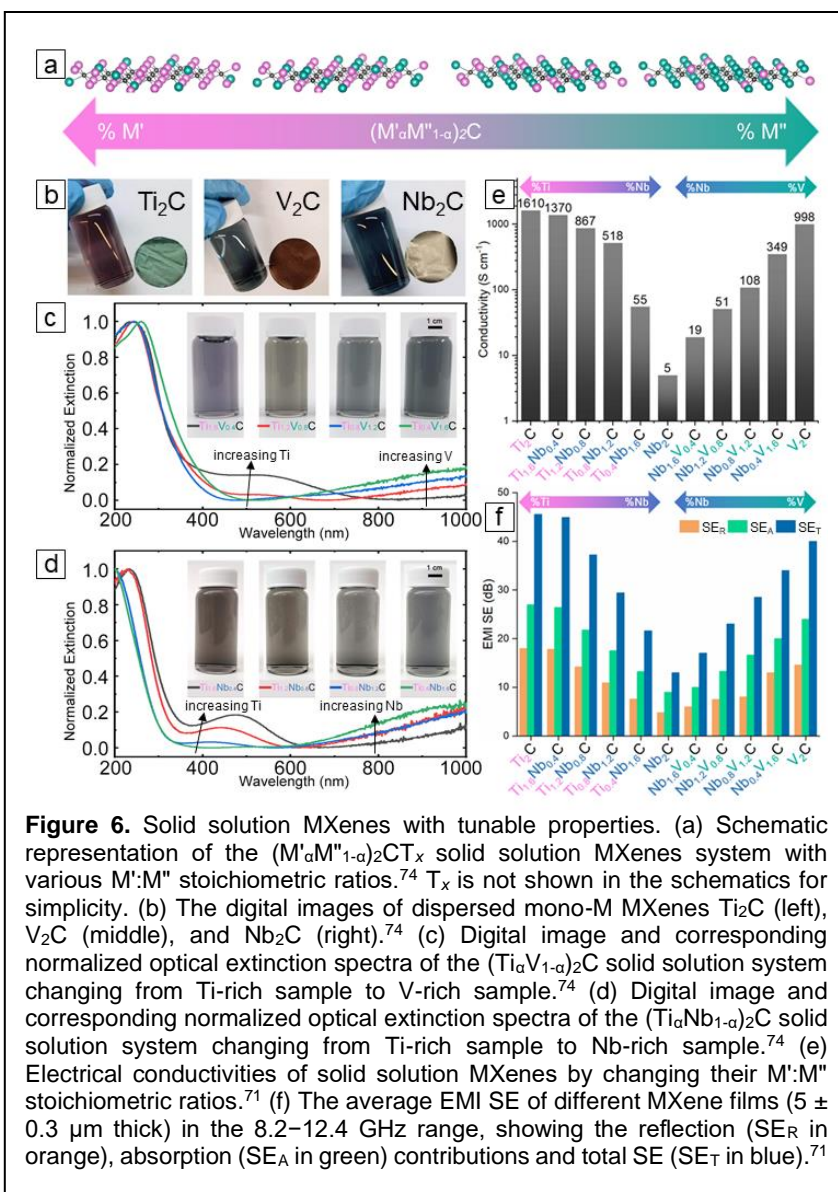 a
% M' (M'αM"1-α)2C % M"
b
Ti2C
V2C
Nb2C
c
Normalized Extinction
1.0
0.8
0.6
0.4
0.2
0.0
1 cm
Ti1.6V0.4C Ti1.2V0.8C Ti0.8V1.2C Ti0.4V1.6C
increasing Ti
increasing V
200 400 600 800 1000
Wavelength (nm)
d
Normalized Extinction
1.0
0.8
0.6
0.4
0.2
0.0
1 cm
Ti1.6Nb0.4C Ti1.2Nb0.8C Ti0.8Nb1.2C Ti0.4Nb1.6C
increasing Ti
increasing Nb
200 400 600 800 1000
Wavelength (nm)
e
%Ti %Nb %Nb %V
Conductivity (S cm-1)
1000
100
10
1
1610
1370
867
518
55
5
19
51
108
349
998
Ti2C
Ti1.6Nb0.4C
Ti1.2Nb0.8C
Ti0.8Nb1.2C
Ti0.4Nb1.6C
Nb2C
Nb1.6V0.4C
Nb1.2V0.8C
Nb0.8V1.2C
Nb0.4V1.6C
V2C
f
%Ti %Nb %Nb %V
SER SEA SET
EMI SE (dB)
50
40
30
20
10
0
Ti2C
Ti1.6Nb0.4C
Ti1.2Nb0.8C
Ti0.8Nb1.2C
Ti0.4Nb1.6C
Nb2C
Nb1.6V0.4C
Nb1.2V0.8C
Nb0.8V1.2C
Nb0.4V1.6C
V2C
Figure 6. Solid solution MXenes with tunable properties. (a) Schematic
representation of the (M'αM"1-α)2CTx solid solution MXenes system with
various M':M" stoichiometric ratios.74 Tx is not shown in the schematics for
simplicity. (b) The digital images of dispersed mono-M MXenes Ti2C (left),
V2C (middle), and Nb2C (right).74 (c) Digital image and corresponding
normalized optical extinction spectra of the (TiαV1-α)2C solid solution system
changing from Ti-rich sample to V-rich sample.74 (d) Digital image and
corresponding normalized optical extinction spectra of the (TiαNb1-α)2C solid
solution system changing from Ti-rich sample to Nb-rich sample.74 (e)
Electrical conductivities of solid solution MXenes by changing their M':M"
stoichiometric ratios.71 (f) The average EMI SE of different MXene films (5 ±
0.3 µm thick) in the 8.2−12.4 GHz range, showing the reflection (SER in
orange), absorption (SEA in green) contributions and total SE (SET in blue).71